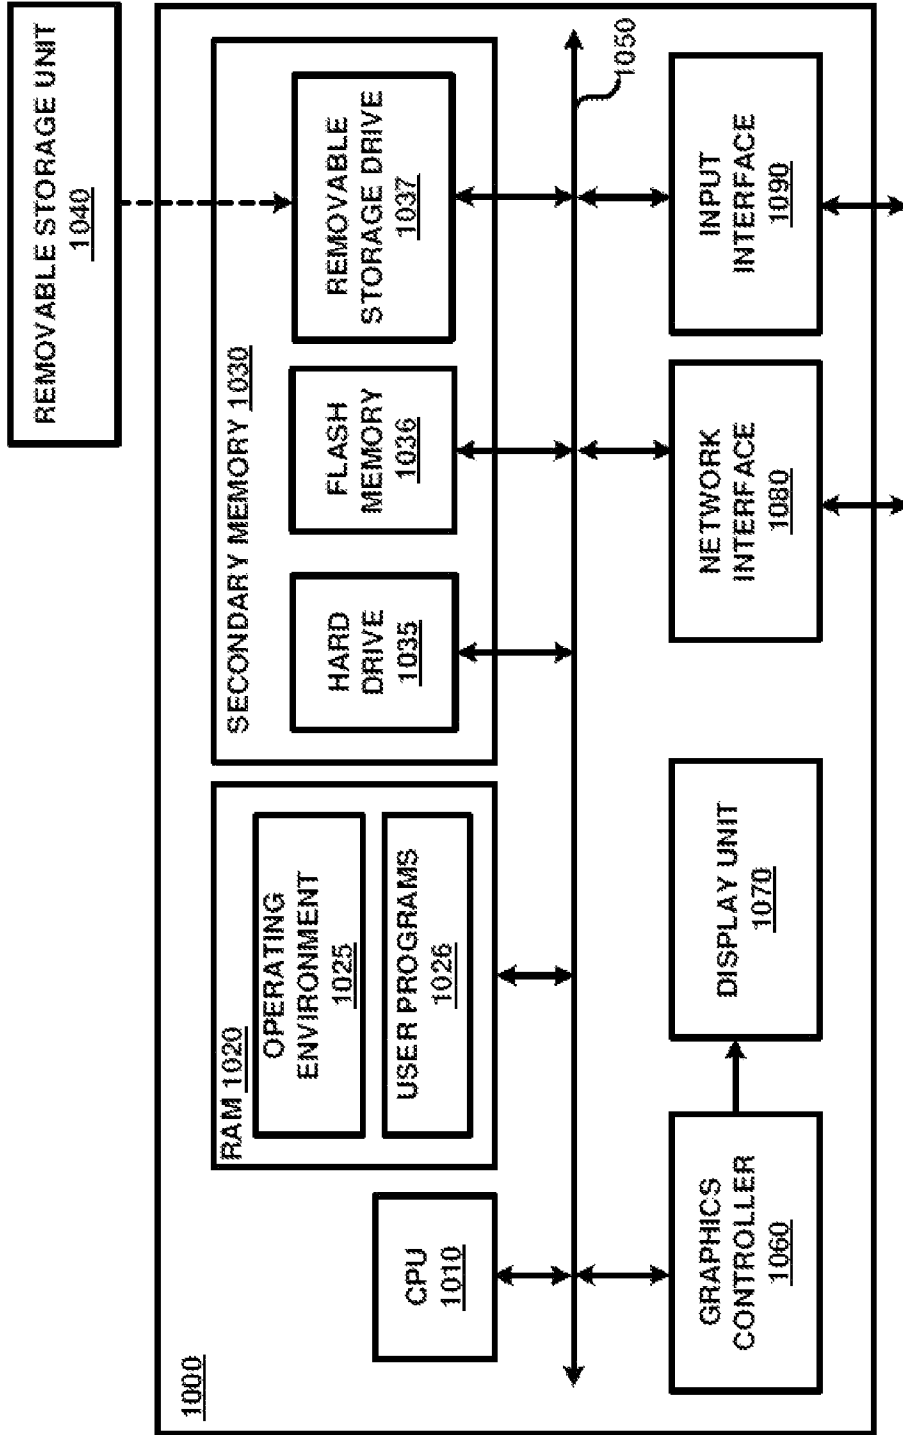 1000
CPU
1010
RAM 1020
OPERATING
ENVIRONMENT
1025
USER PROGRAMS
1026
SECONDARY MEMORY 1030
HARD
DRIVE
1035
FLASH
MEMORY
1036
REMOVABLE
STORAGE DRIVE
1037
REMOVABLE STORAGE UNIT
1040
1050
GRAPHICS
CONTROLLER
1060
DISPLAY UNIT
1070
NETWORK
INTERFACE
1080
INPUT
INTERFACE
1090